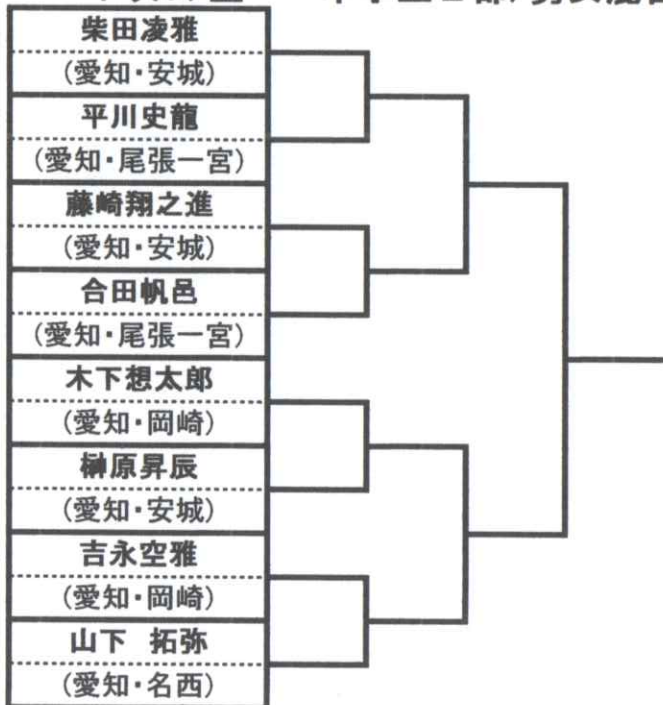 柴田凌雅
(愛知・安城)
平川史龍
(愛知・尾張一宮)
藤崎翔之進
(愛知・安城)
合田帆邑
(愛知・尾張一宮)
木下想太郎
(愛知・岡崎)
榊原昇辰
(愛知・安城)
吉永空雅
(愛知・岡崎)
山下 拓弥
(愛知・名西)